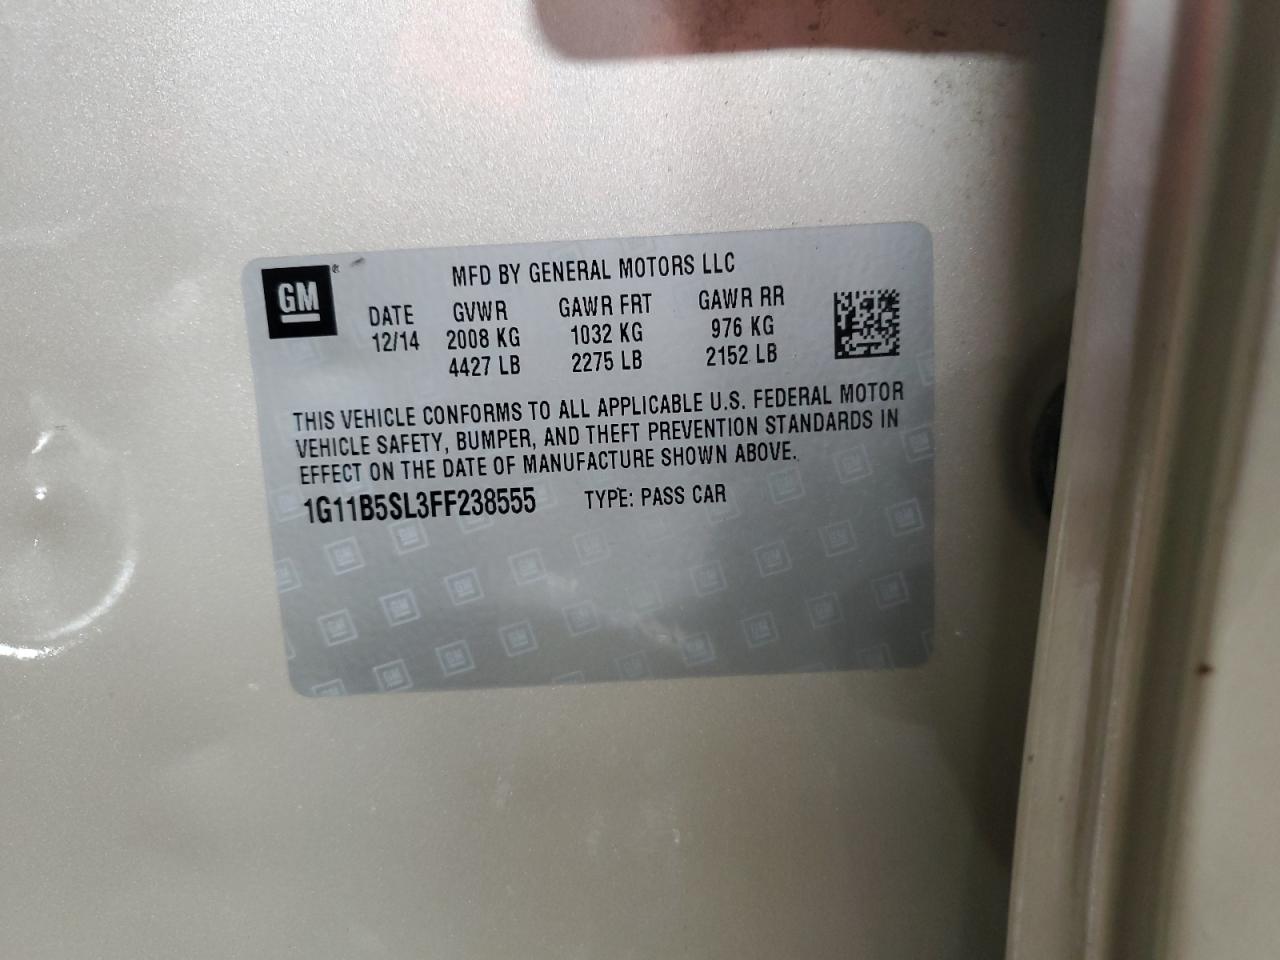 GM
MFD BY GENERAL MOTORS LLC
DATE GVWR GAWR FRT GAWR RR
12/14 2008 KG 1032 KG 976 KG
4427 LB 2275 LB 2152 LB
THIS VEHICLE CONFORMS TO ALL APPLICABLE U.S. FEDERAL MOTOR
VEHICLE SAFETY, BUMPER, AND THEFT PREVENTION STANDARDS IN
EFFECT ON THE DATE OF MANUFACTURE SHOWN ABOVE.
1G11B5SL3FF238555 TYPE: PASS CAR